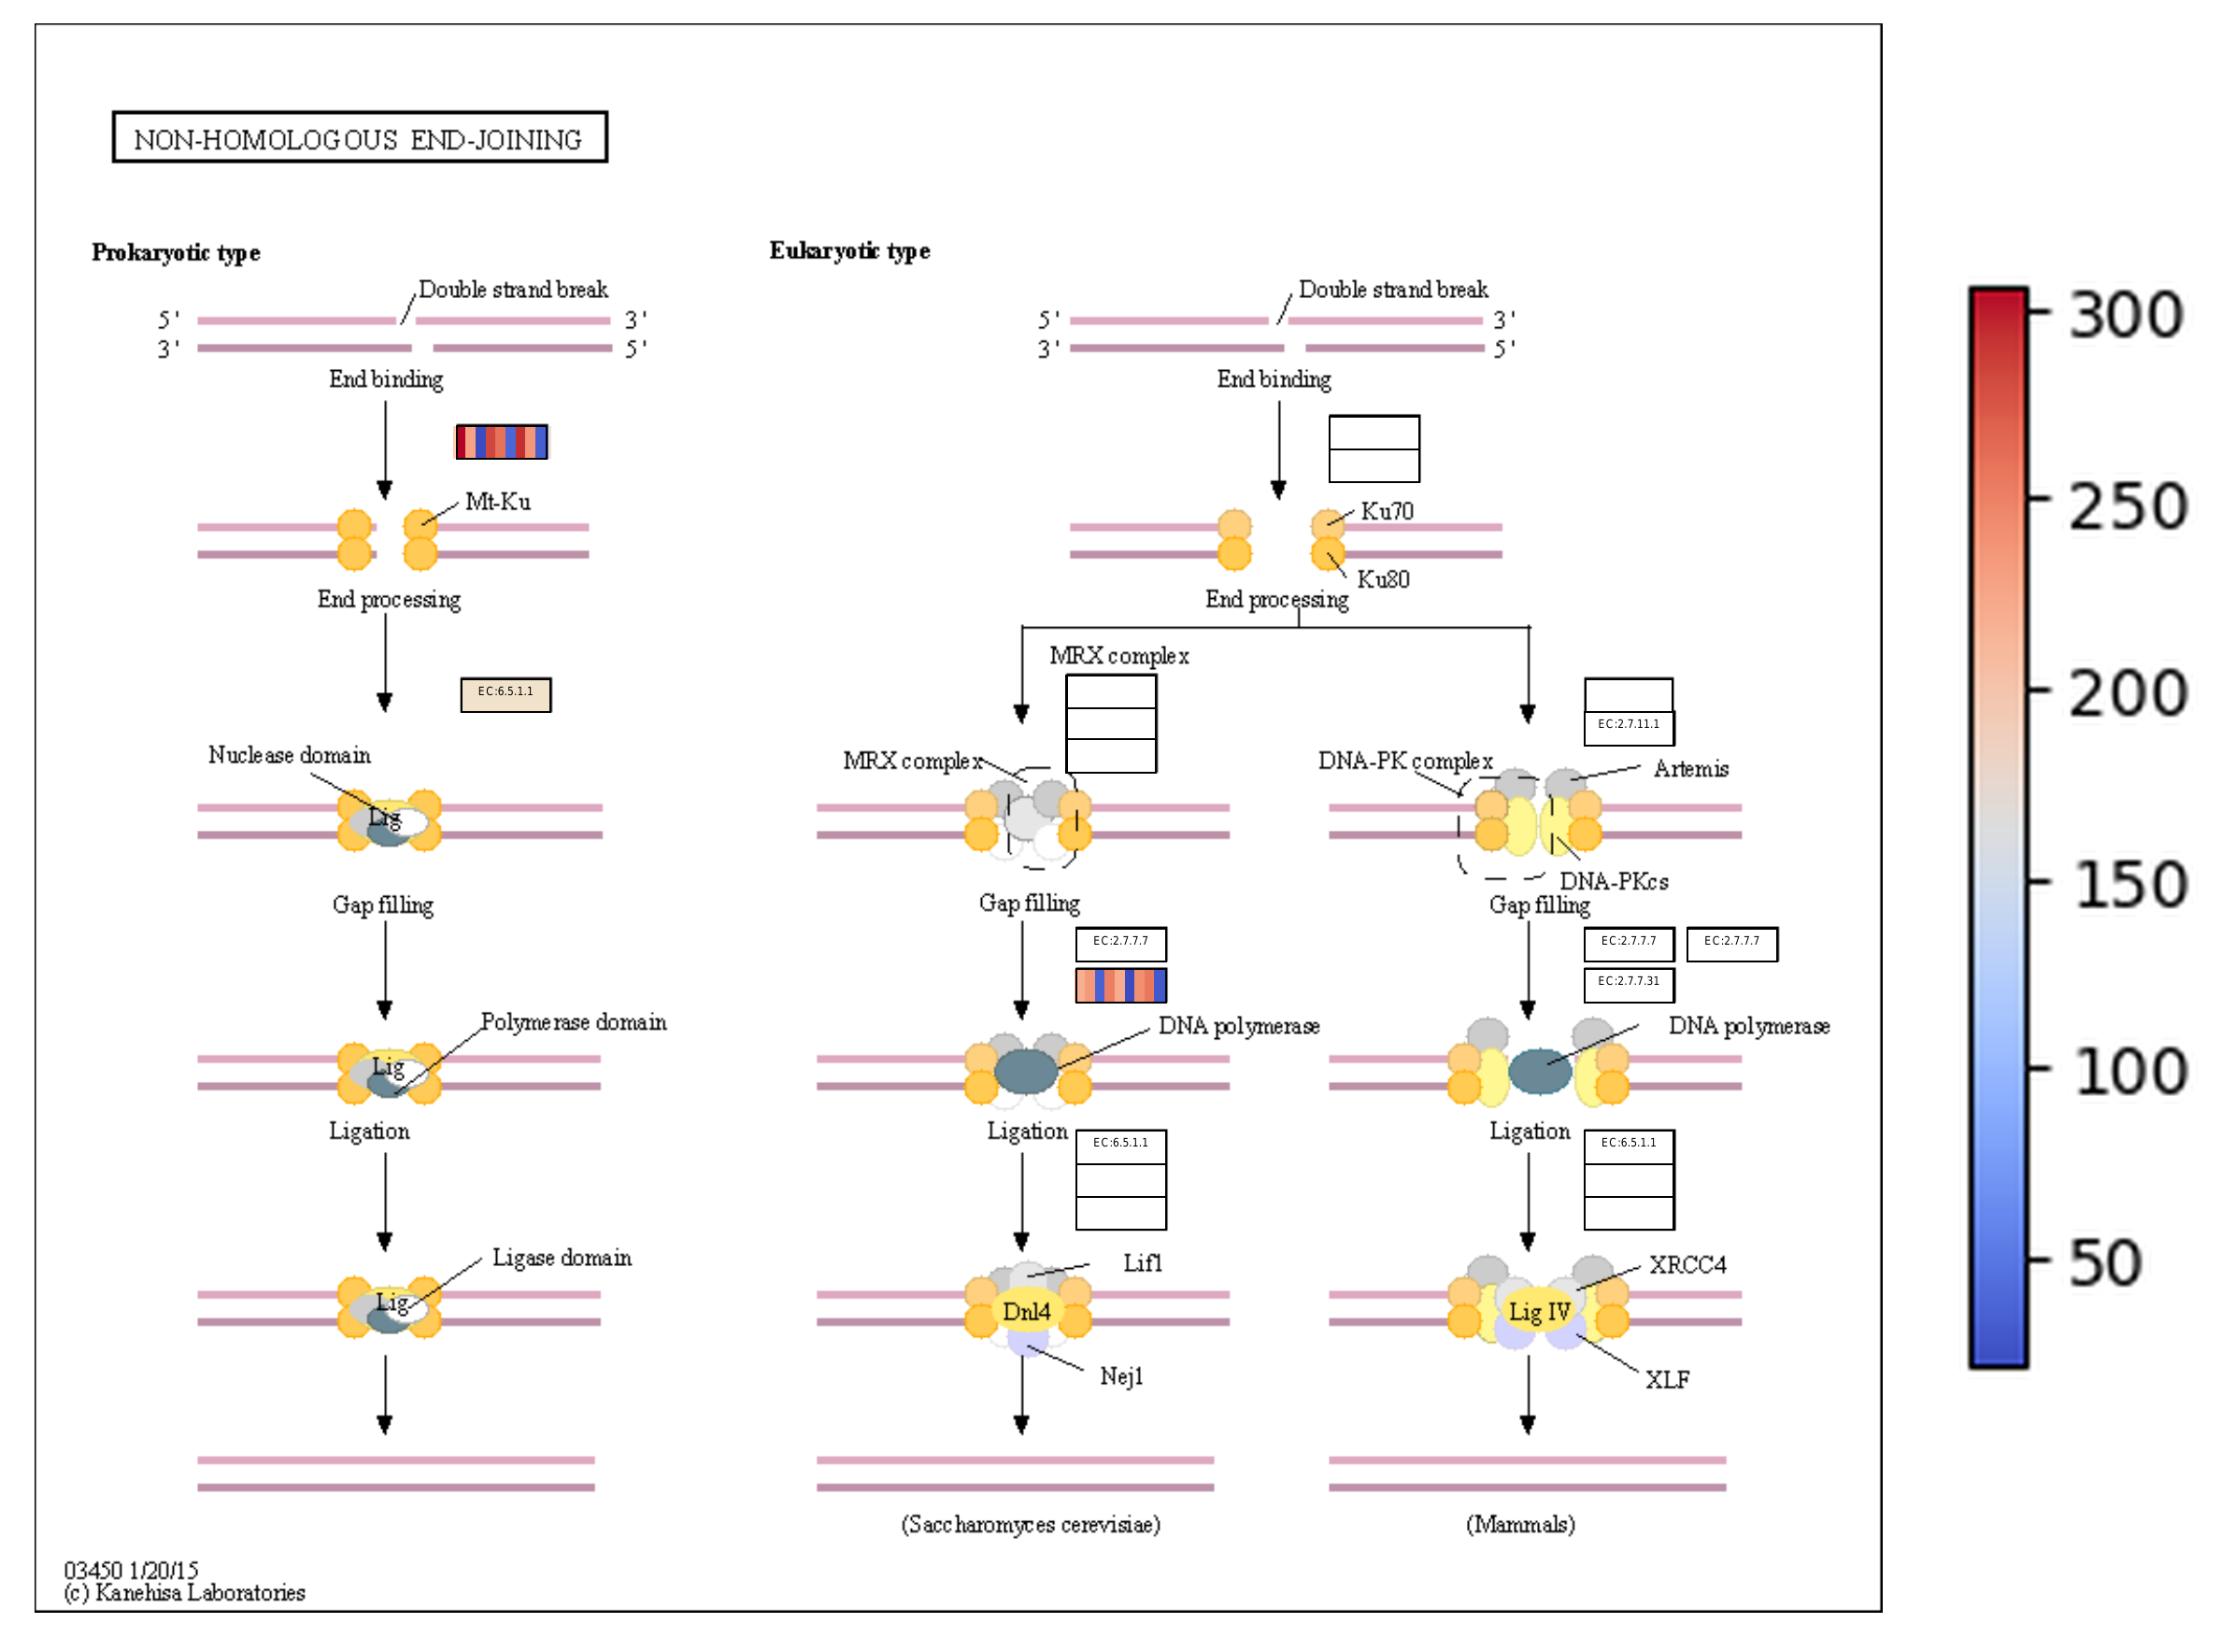 NON-HOMOLOGOUS END-JOINING
Prokaryotic type
Double strand break
5' 3'
3' 5'
End binding
Mt-Ku
End processing
EC:6.5.1.1
Nuclease domain
Lig
Gap filling
Polymerase domain
Lig
Ligation
Ligase domain
Lig
Eukaryotic type
Double strand break
5' 3'
3' 5'
End binding
Ku70
Ku80
End processing
MRX complex
MRX complex
Gap filling
EC:2.7.7.7
DNA polymerase
Ligation
EC:6.5.1.1
Lif1
Dnl4
Nej1
(Saccharomyces cerevisiae)
EC:2.7.11.1
DNA-PK complex
Artemis
DNA-PKcs
Gap filling
EC:2.7.7.7 EC:2.7.7.7
EC:2.7.7.31
DNA polymerase
Ligation
EC:6.5.1.1
XRCC4
Lig IV
XLF
(Mammals)
03450 1/20/15
(c) Kanehisa Laboratories
300
250
200
150
100
50